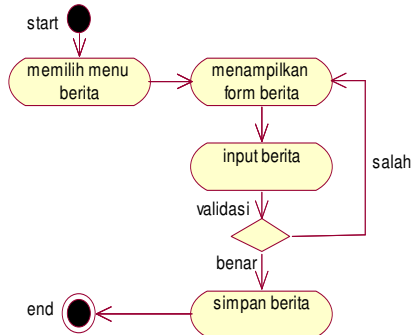 start
memilih menu
berita
menampilkan
form berita
input berita
salah
validasi
benar
simpan berita
end